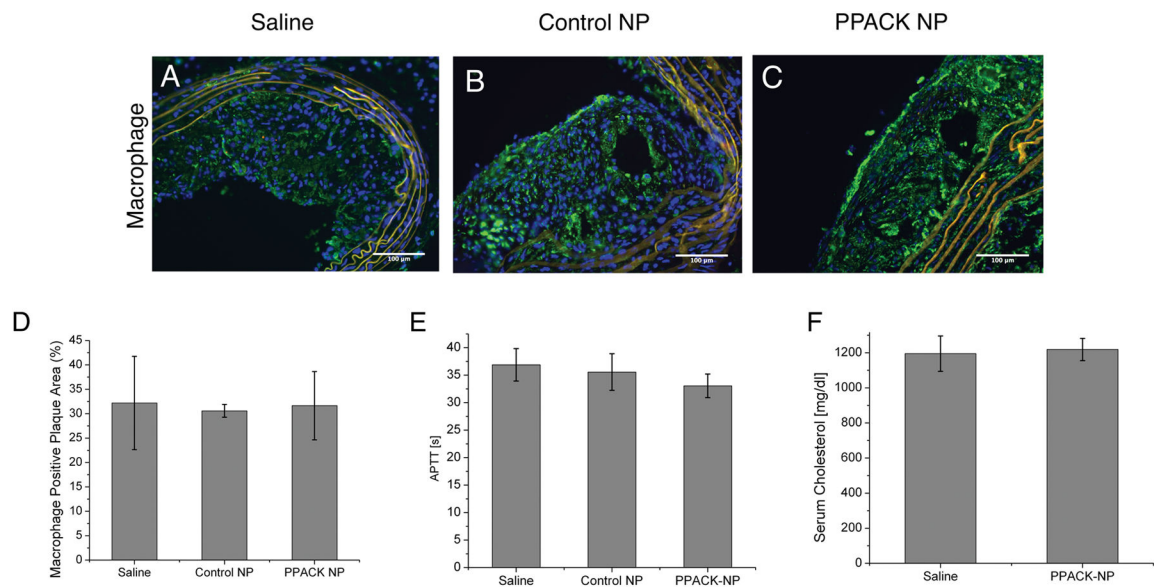 Saline Control NP PPACK NP
Macrophage
A B C
100 µm 100 µm 100 µm
D E F
Macrophage Positive Plaque Area (%)
45
40
35
30
25
20
15
10
5
0
Saline Control NP PPACK NP
APTT [s]
40
35
30
25
20
15
10
5
0
Saline Control NP PPACK-NP
Serum Cholesterol [mg/dl]
1200
1000
800
600
400
200
0
Saline PPACK-NP